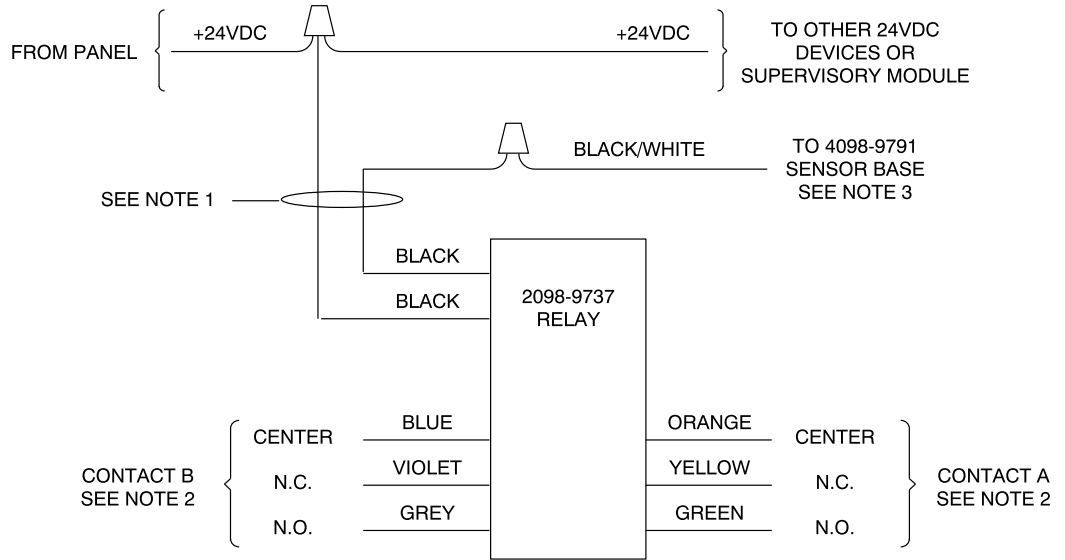 +24VDC
+24VDC
FROM PANEL
TO OTHER 24VDC
DEVICES OR
SUPERVISORY MODULE
BLACK/WHITE
TO 4098-9791
SENSOR BASE
SEE NOTE 3
SEE NOTE 1
BLACK
BLACK
2098-9737
RELAY
BLUE
ORANGE
CENTER
CENTER
VIOLET
YELLOW
CONTACT B
SEE NOTE 2
N.C.
N.C.
CONTACT A
SEE NOTE 2
GREY
GREEN
N.O.
N.O.